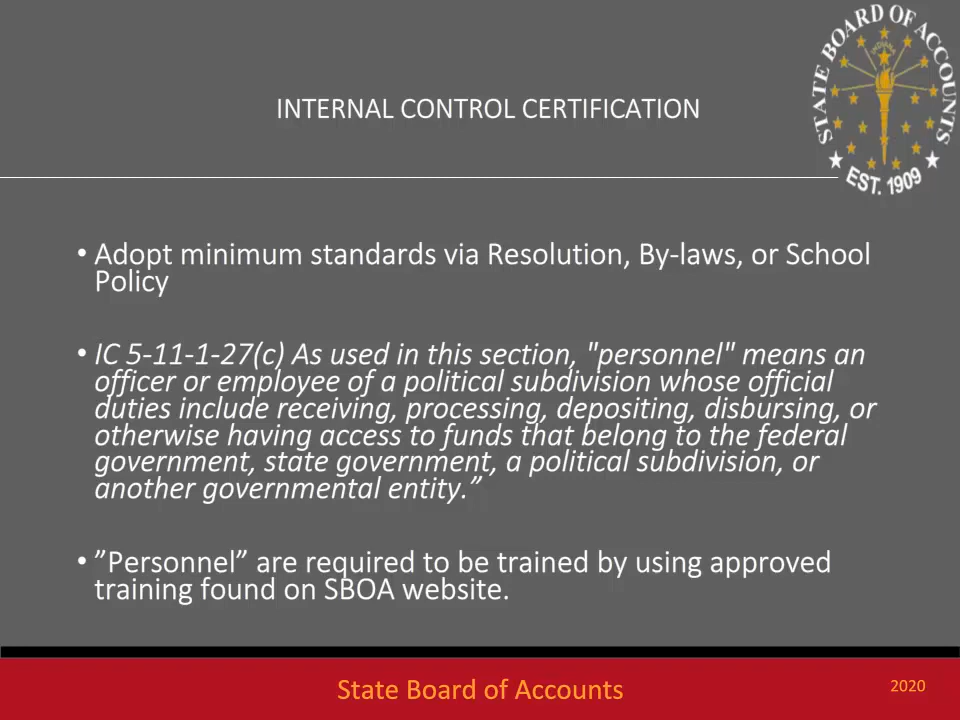 STATE BOARD OF ACCOUNTS
INDIANA
EST. 1909
INTERNAL CONTROL CERTIFICATION
• Adopt minimum standards via Resolution, By-laws, or School
Policy
• IC 5-11-1-27(c) As used in this section, "personnel" means an
officer or employee of a political subdivision whose official
duties include receiving, processing, depositing, disbursing, or
otherwise having access to funds that belong to the federal
government, state government, a political subdivision, or
another governmental entity.”
• ”Personnel” are required to be trained by using approved
training found on SBOA website.
State Board of Accounts
2020